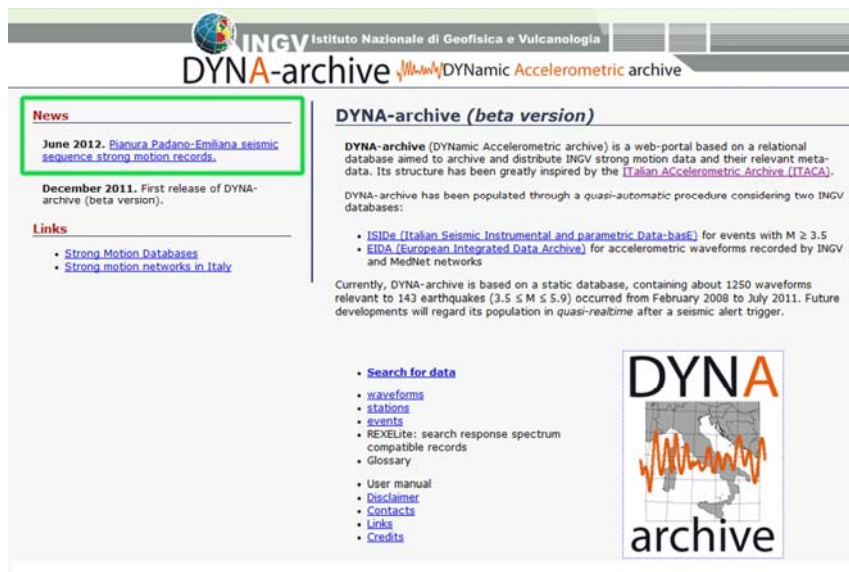 INGV Istituto Nazionale di Geofisica e Vulcanologia
DYNA-archive DYNamic Accelerometric archive
News
June 2012. Pianura Padano-Emiliana seismic
sequence strong motion records.
December 2011. First release of DYNA-
archive (beta version).
Links
• Strong Motion Databases
• Strong motion networks in Italy
DYNA-archive (beta version)
DYNA-archive (DYNamic Accelerometric archive) is a web-portal based on a relational
database aimed to archive and distribute INGV strong motion data and their relevant meta-
data. Its structure has been greatly inspired by the ITalian ACcelerometric Archive (ITACA).
DYNA-archive has been populated through a quasi-automatic procedure considering two INGV
databases:
• ISIDe (Italian Seismic Instrumental and parametric Data-basE) for events with M ≥ 3.5
• EIDA (European Integrated Data Archive) for accelerometric waveforms recorded by INGV
and MedNet networks
Currently, DYNA-archive is based on a static database, containing about 1250 waveforms
relevant to 143 earthquakes (3.5 ≤ M ≤ 5.9) occurred from February 2008 to July 2011. Future
developments will regard its population in quasi-realtime after a seismic alert trigger.
• Search for data
• waveforms
• stations
• events
• REXELite: search response spectrum
compatible records
• Glossary
• User manual
• Disclaimer
• Contacts
• Links
• Credits
DYNA
archive